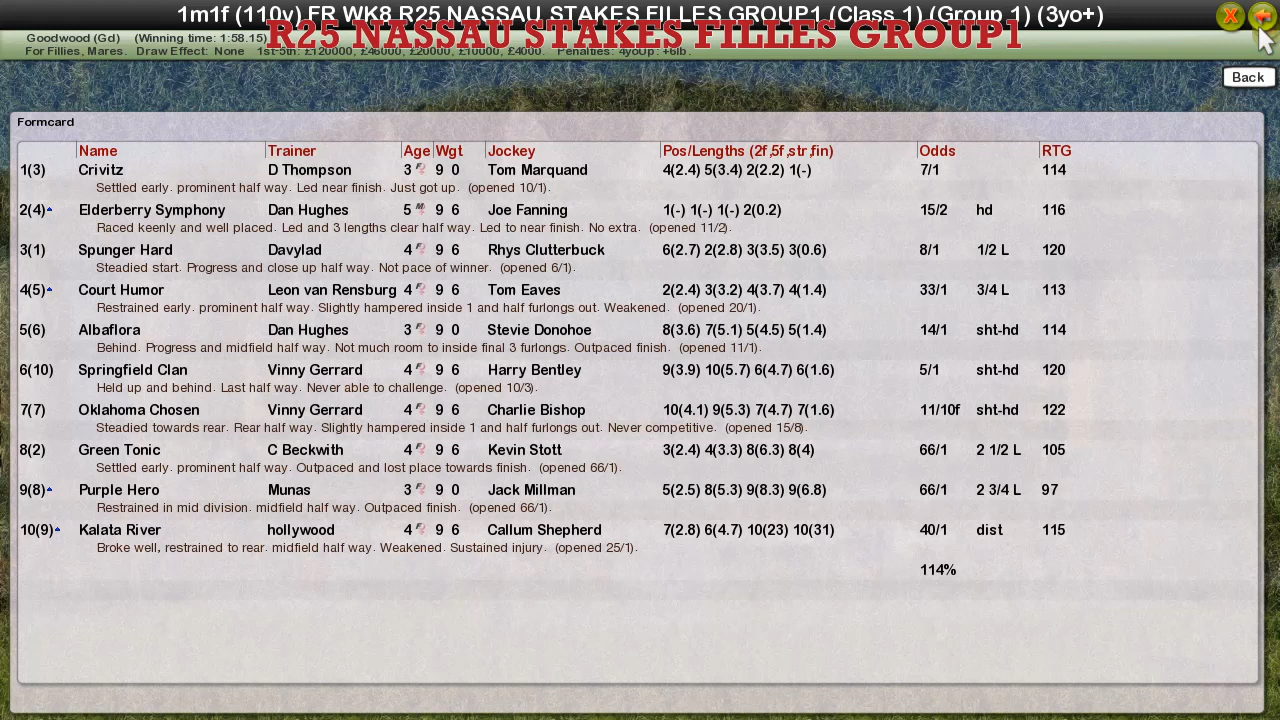 1m1f (110y) FR WK8 R25 NASSAU STAKES FILLES GROUP1 (Class 1) (Group 1) (3yo+)
R25 NASSAU STAKES FILLES GROUP1
Goodwood (Gd) (Winning time: 1:58.15)
For Fillies, Mares. Draw Effect: None 1st-5th: £120000, £46000, £20000, £10000, £4000. Penalties: 4yoUp: +6lb.
X
Back
Formcard
Name Trainer Age Wgt Jockey Pos/Lengths (2f,5f,str,fin) Odds RTG
1(3) Crivitz D Thompson 3 F 9 0 Tom Marquand 4(2.4) 5(3.4) 2(2.2) 1(-) 7/1 114
Settled early. prominent half way. Led near finish. Just got up. (opened 10/1).
2(4) Elderberry Symphony Dan Hughes 5 M 9 6 Joe Fanning 1(-) 1(-) 1(-) 2(0.2) 15/2 hd 116
Raced keenly and well placed. Led and 3 lengths clear half way. Led to near finish. No extra. (opened 11/2).
3(1) Spunger Hard Davylad 4 F 9 6 Rhys Clutterbuck 6(2.7) 2(2.8) 3(3.5) 3(0.6) 8/1 1/2 L 120
Steadied start. Progress and close up half way. Not pace of winner. (opened 6/1).
4(5) Court Humor Leon van Rensburg 4 F 9 6 Tom Eaves 2(2.4) 3(3.2) 4(3.7) 4(1.4) 33/1 3/4 L 113
Restrained early. prominent half way. Slightly hampered inside 1 and half furlongs out. Weakened. (opened 20/1).
5(6) Albaflora Dan Hughes 3 F 9 0 Stevie Donohoe 8(3.6) 7(5.1) 5(4.5) 5(1.4) 14/1 sht-hd 114
Behind. Progress and midfield half way. Not much room to inside final 3 furlongs. Outpaced finish. (opened 11/1).
6(10) Springfield Clan Vinny Gerrard 4 F 9 6 Harry Bentley 9(3.9) 10(5.7) 6(4.7) 6(1.6) 5/1 sht-hd 120
Held up and behind. Last half way. Never able to challenge. (opened 10/3).
7(7) Oklahoma Chosen Vinny Gerrard 4 F 9 6 Charlie Bishop 10(4.1) 9(5.3) 7(4.7) 7(1.6) 11/10f sht-hd 122
Steadied towards rear. Rear half way. Slightly hampered inside 1 and half furlongs out. Never competitive. (opened 15/8).
8(2) Green Tonic C Beckwith 4 F 9 6 Kevin Stott 3(2.4) 4(3.3) 8(6.3) 8(4) 66/1 2 1/2 L 105
Settled early. prominent half way. Outpaced and lost place towards finish. (opened 66/1).
9(8) Purple Hero Munas 3 F 9 0 Jack Millman 5(2.5) 8(5.3) 9(8.3) 9(6.8) 66/1 2 3/4 L 97
Restrained in mid division. midfield half way. Outpaced finish. (opened 66/1).
10(9) Kalata River hollywood 4 F 9 6 Callum Shepherd 7(2.8) 6(4.7) 10(23) 10(31) 40/1 dist 115
Broke well, restrained to rear. midfield half way. Weakened. Sustained injury. (opened 25/1).
114%